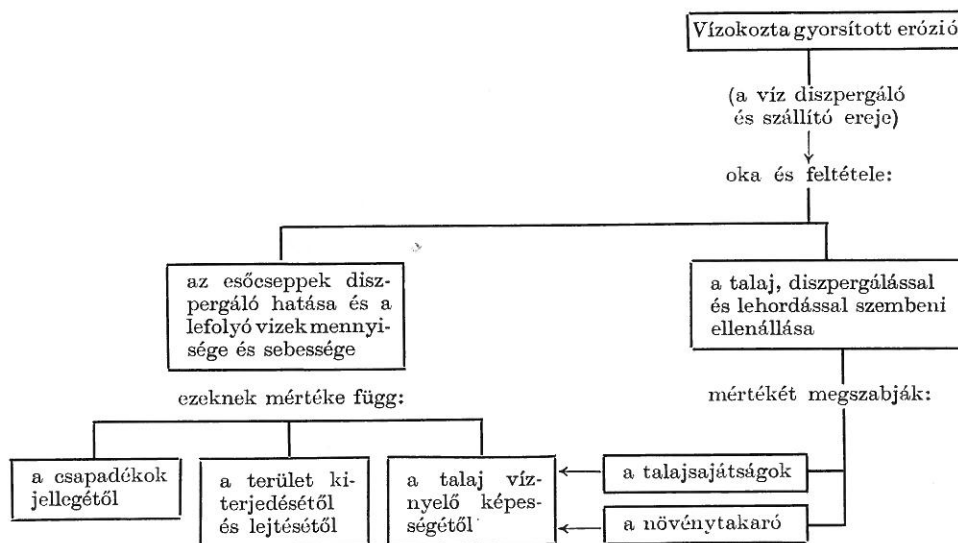 Vízokozta gyorsított erózió
(a víz diszpergáló
és szállító ereje)
oka és feltétele:
az esőcseppek disz-
pergáló hatása és a
lefolyó vizek mennyi-
sége és sebessége
a talaj, diszpergálással
és lehordással szembeni
ellenállása
ezeknek mértéke függ:
mértékét megszabják:
a csapadékok
jellegétől
a terület ki-
terjedésétől
és lejtésétől
a talaj víz-
nyelő képes-
ségétől
a talajsajátságok
a növénytakaró